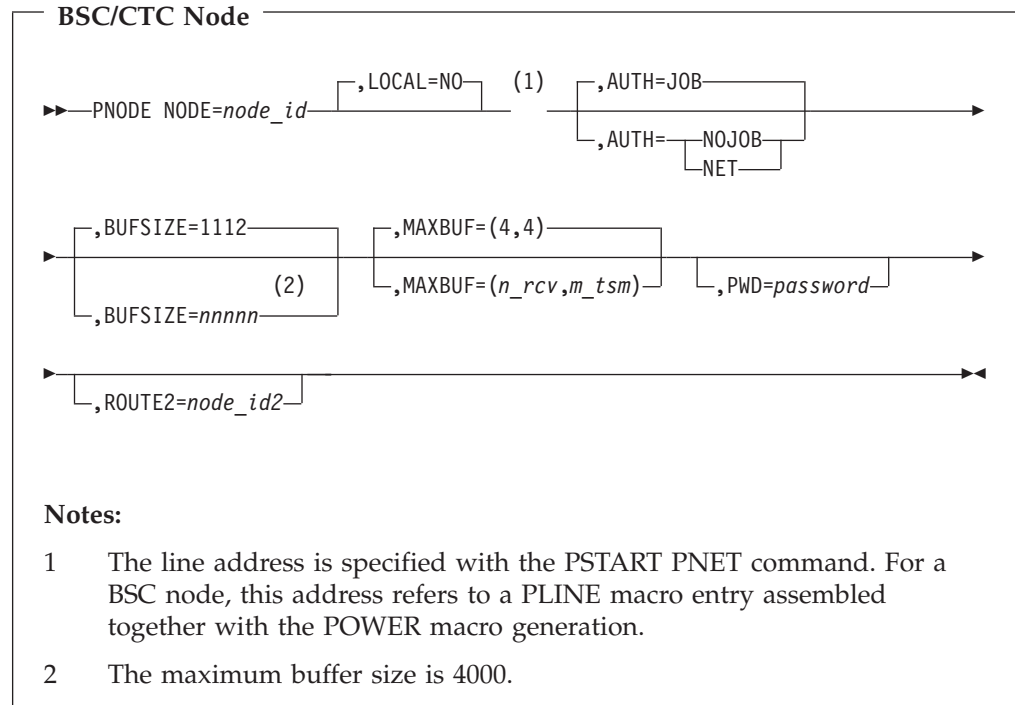 BSC/CTC Node
,LOCAL=NO (1) ,AUTH=JOB
PNODE NODE=node_id
,AUTH= NOJOB
NET
,BUFSIZE=1112 ,MAXBUF=(4,4)
(2) ,MAXBUF=(n_rcv,m_tsm) ,PWD=password
,BUFSIZE=nnnnn
,ROUTE2=node_id2
Notes:
1 The line address is specified with the PSTART PNET command. For a
BSC node, this address refers to a PLINE macro entry assembled
together with the POWER macro generation.
2 The maximum buffer size is 4000.